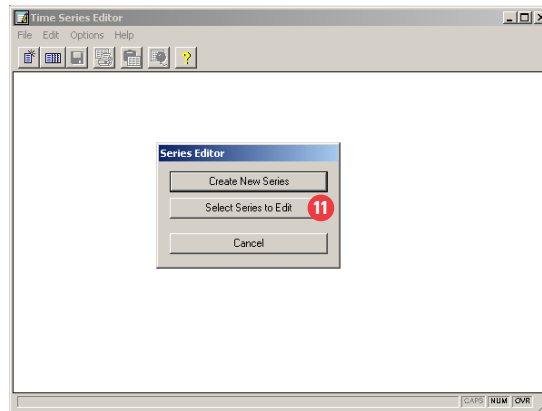 Time Series Editor
File Edit Options Help
Series Editor
Create New Series
Select Series to Edit 11
Cancel
CAPS NUM OVR